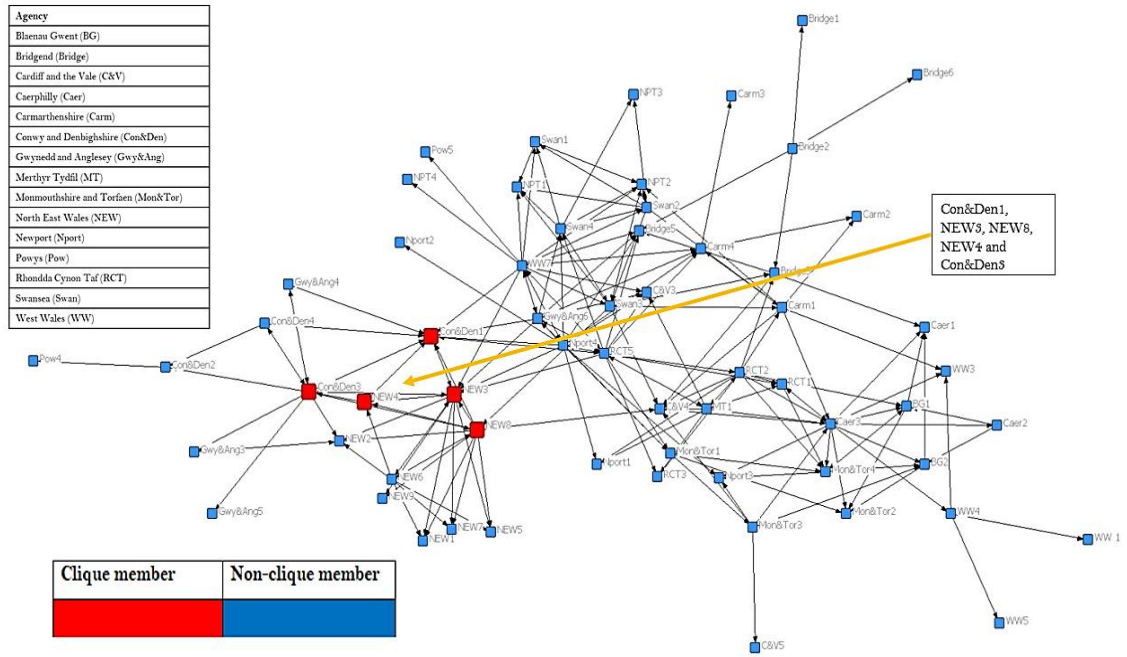 Agency
Blaenau Gwent (BG)
Bridgend (Bridge)
Cardiff and the Vale (C&V)
Caerphilly (Caer)
Carmarthenshire (Carm)
Conwy and Denbighshire (Con&Den)
Gwynedd and Anglesey (Gwy&Ang)
Merthyr Tydfil (MT)
Monmouthshire and Torfaen (Mon&Tor)
North East Wales (NEW)
Newport (Nport)
Powys (Pow)
Rhondda Cynon Taf (RCT)
Swansea (Swan)
West Wales (WW)
Bridge1
Bridge6
NPT3
Carm3
Swan1
Bridge2
Pow5
NPT4
NPT1
NPT2
Swan2
Con&Den1,
NEW3, NEW8,
NEW4 and
Con&Den5
Carm2
Swan4
Bridge5
Nport2
Carm4
WW7
Gwy&Ang4
C&V3
Swan3
Carm1
Gwy&Ang6
Con&Den4
Con&Den1
Caer1
Nport4
RCT5
Pow4
Con&Den2
RCT2
WW3
RCT1
Con&Den3
NEW4
NEW3
C&V4
MT1
BG1
NEW8
Caer3
Caer2
NEW2
Gwy&Ang3
Mon&Tor1
Nport1
BG2
Mon&Tor4
RCT3
Nport3
NEW6
NEW9
Gwy&Ang5
Mon&Tor2
WW4
Mon&Tor3
NEW7
NEW5
NEW1
WW 1
Clique member
Non-clique member
WW5
C&V5